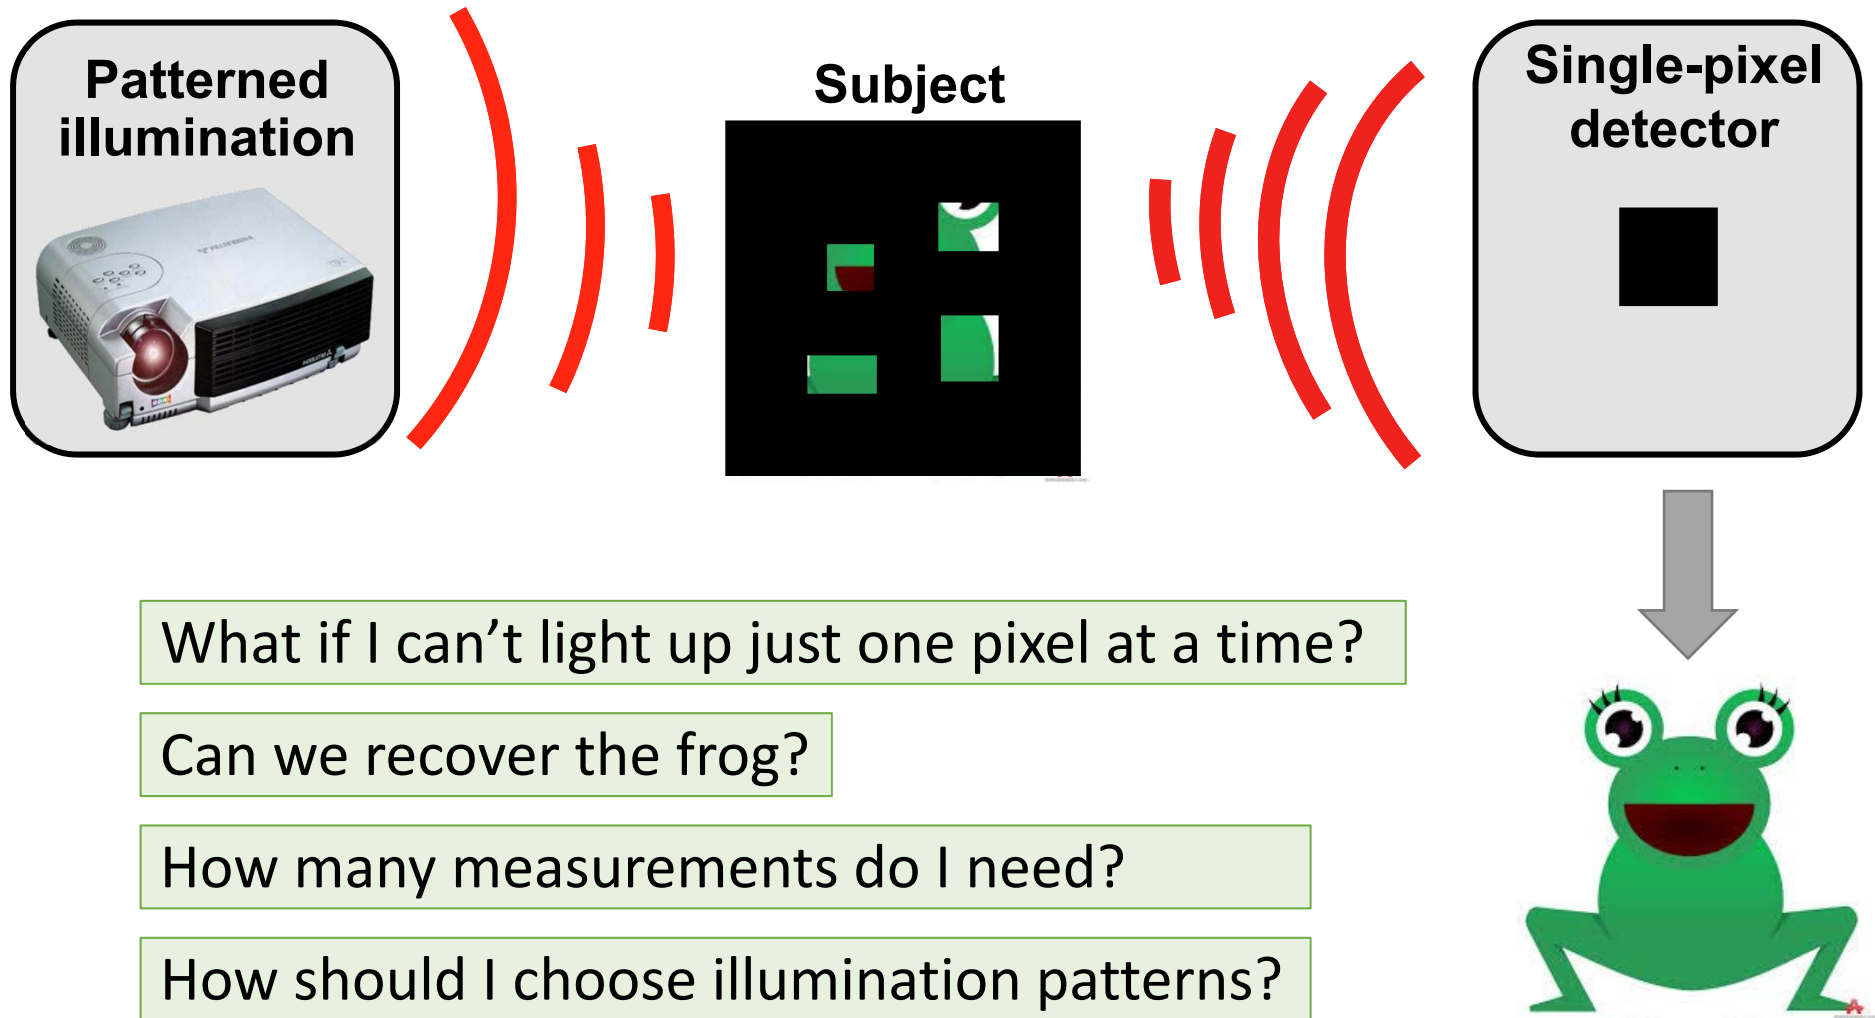 Patterned
illumination
Subject
Single-pixel
detector
What if I can’t light up just one pixel at a time?
Can we recover the frog?
How many measurements do I need?
How should I choose illumination patterns?